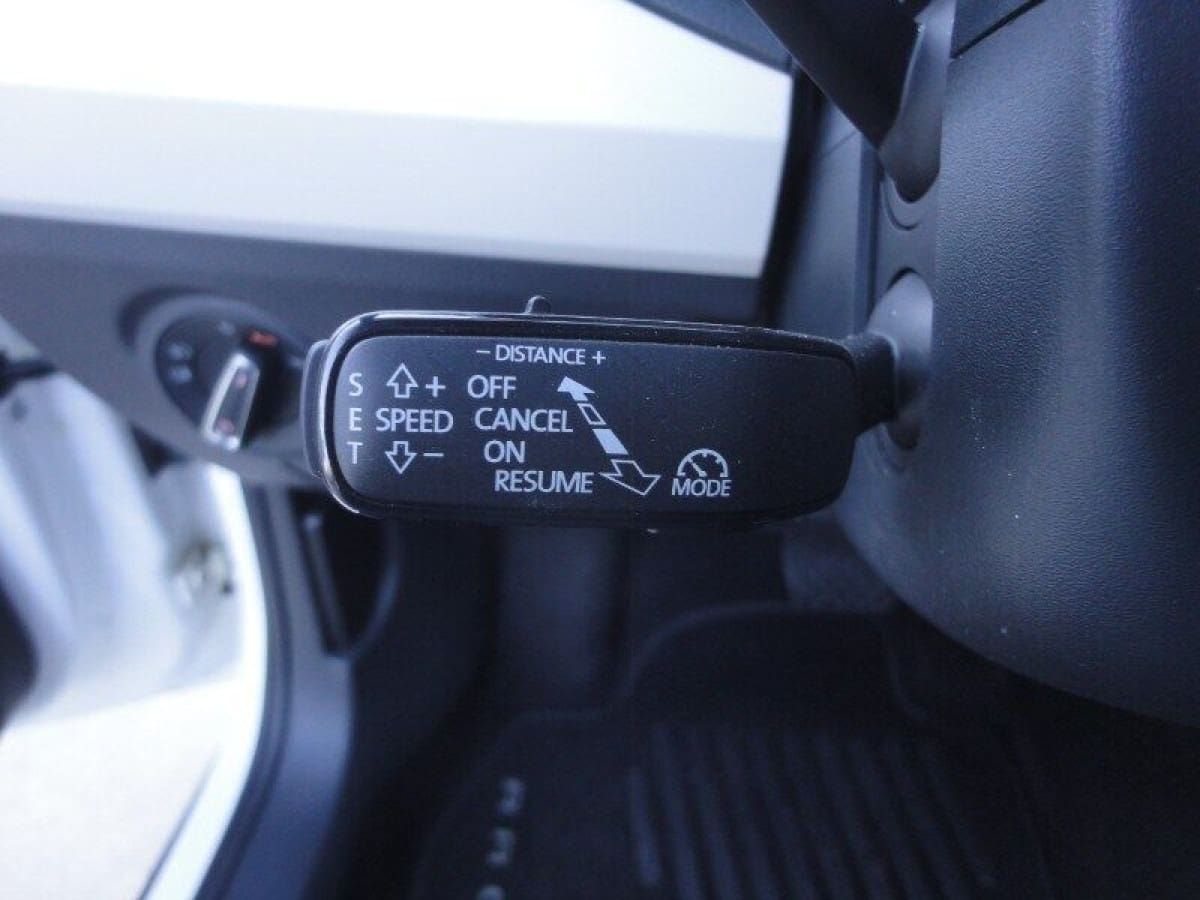 − DISTANCE +
S + OFF
E SPEED CANCEL
T − ON
RESUME MODE